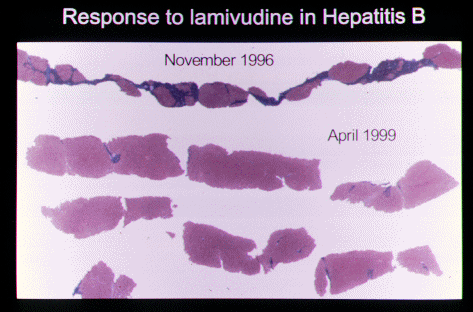 Response to lamivudine in Hepatitis B
November 1996
April 1999